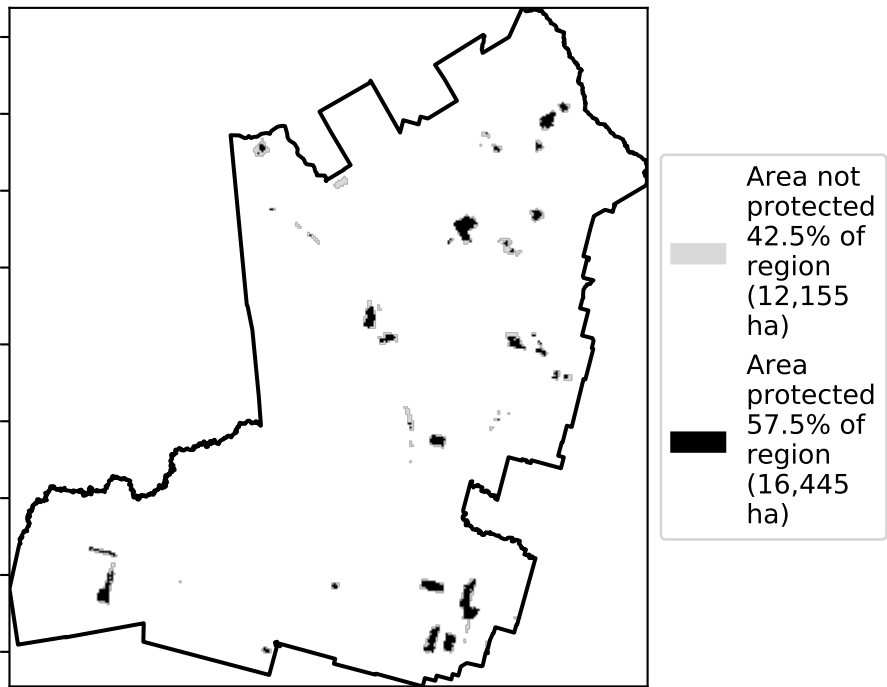 Area not
protected
42.5% of
region
(12,155
ha)
Area
protected
57.5% of
region
(16,445
ha)